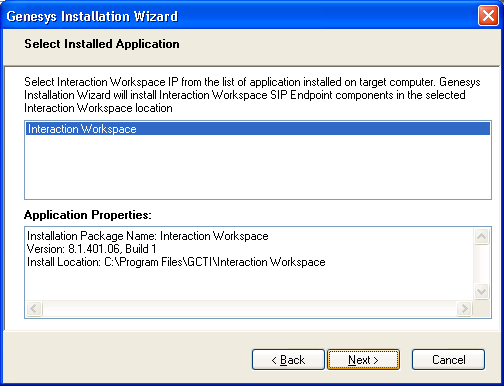 Genesys Installation Wizard
Select Installed Application
Select Interaction Workspace IP from the list of application installed on target computer. Genesys
Installation Wizard will install Interaction Workspace SIP Endpoint components in the selected
Interaction Workspace location
Interaction Workspace
Application Properties:
Installation Package Name: Interaction Workspace
Version: 8.1.401.06, Build 1
Install Location: C:\Program Files\GCTI\Interaction Workspace
< Back Next > Cancel